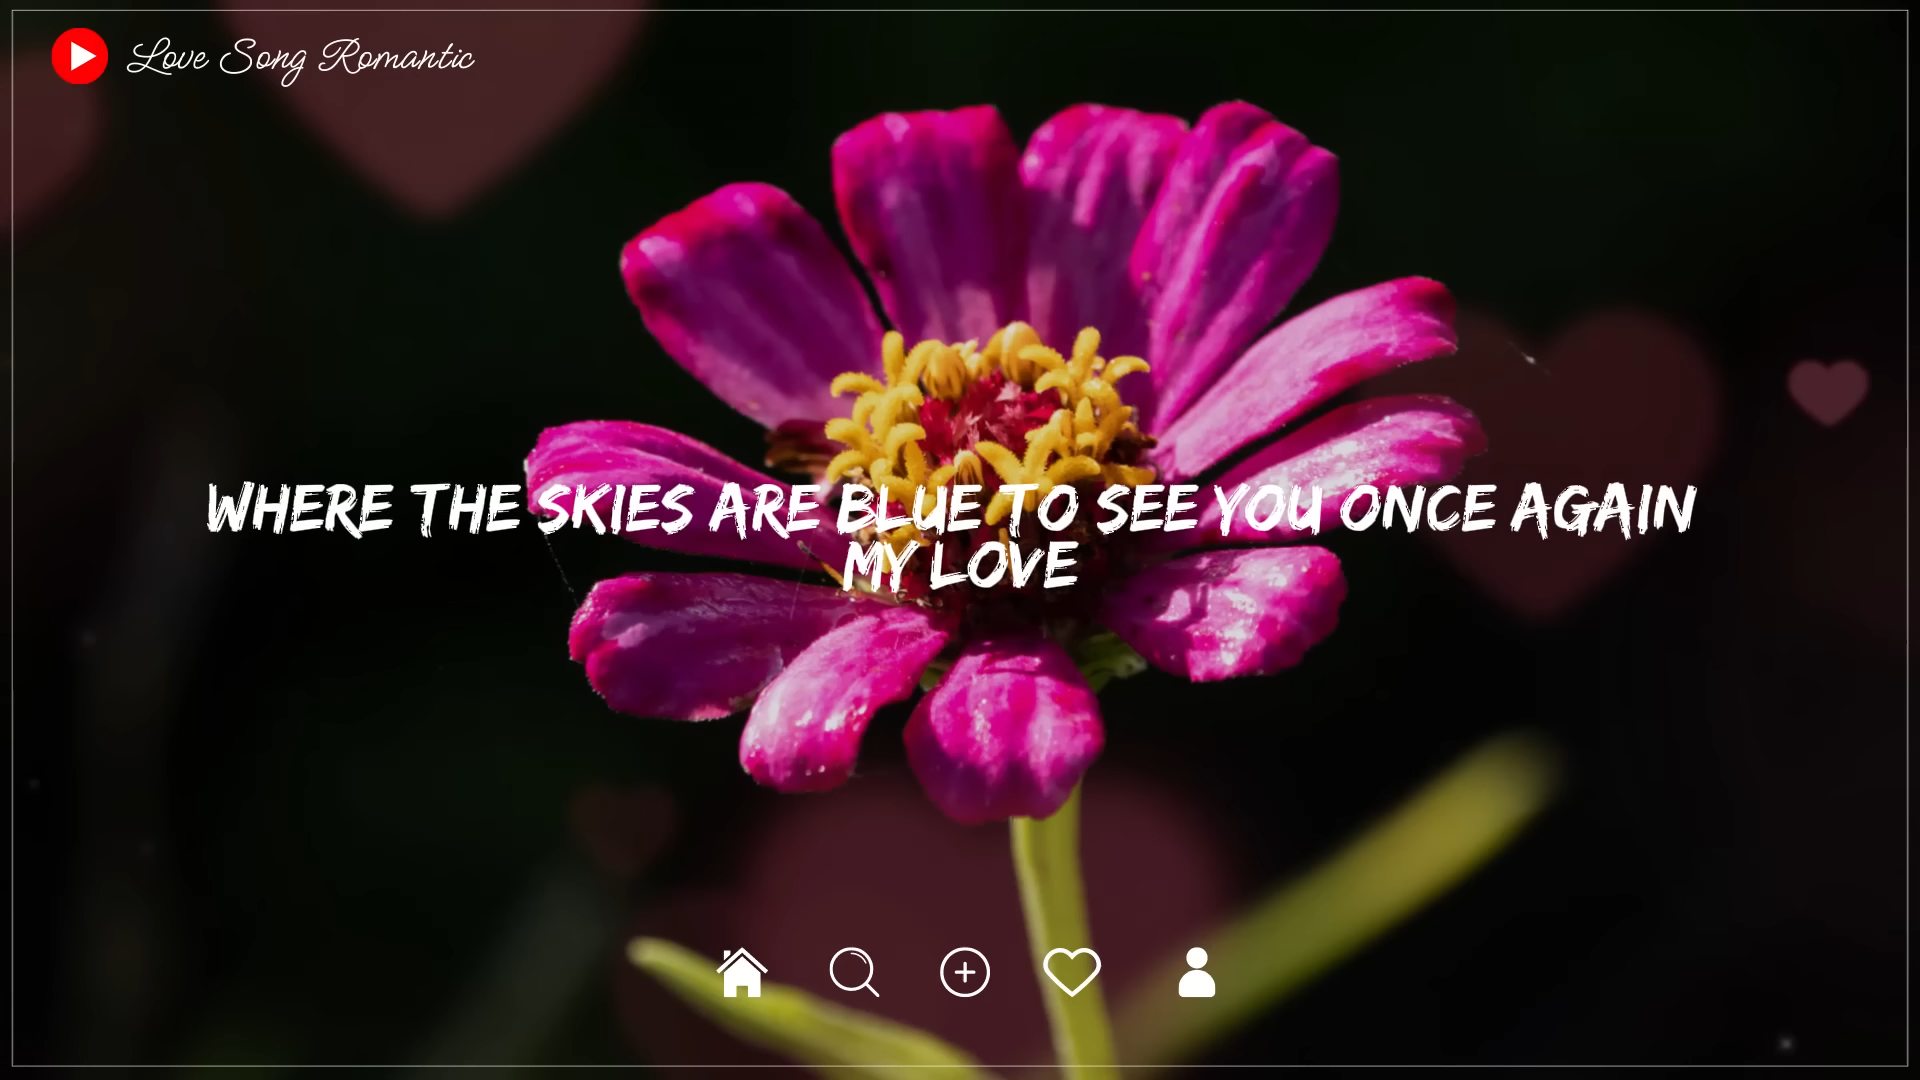 Love Song Romantic
WHERE THE SKIES ARE BLUE TO SEE YOU ONCE AGAIN
MY LOVE